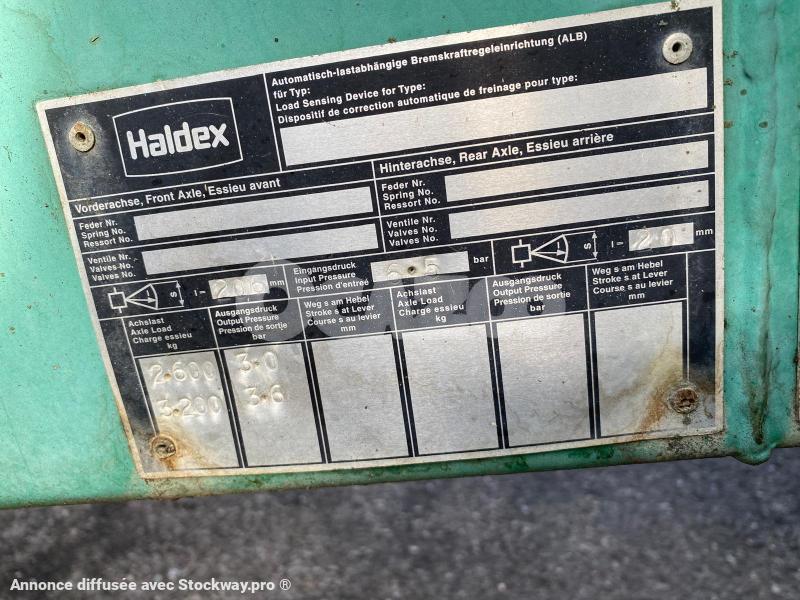 Haldex
Automatisch-lastabhängige Bremskraftregeleinrichtung (ALB)
für Typ:
Load Sensing Device for Type:
Dispositif de correction automatique de freinage pour type:
Vorderachse, Front Axle, Essieu avant
Hinterachse, Rear Axle, Essieu arrière
Feder Nr.
Spring No.
Ressort No.
Feder Nr.
Spring No.
Ressort No.
Ventile Nr.
Valves No.
Valves No.
Ventile Nr.
Valves No.
Valves No.
s
mm
Eingangsdruck
Input Pressure
Pression d'entreé
6·5 bar
s
20 mm
Achslast
Axle Load
Charge essieu
kg
Ausgangsdruck
Output Pressure
Pression de sortie
bar
Weg s am Hebel
Stroke s at Lever
Course s au levier
mm
Achslast
Axle Load
Charge essieu
kg
Ausgangsdruck
Output Pressure
Pression de sortie
bar
Weg s am Hebel
Stroke s at Lever
Course s au levier
mm
2·600 3·0
3·200 3·6
Annonce diffusée avec Stockway.pro ®